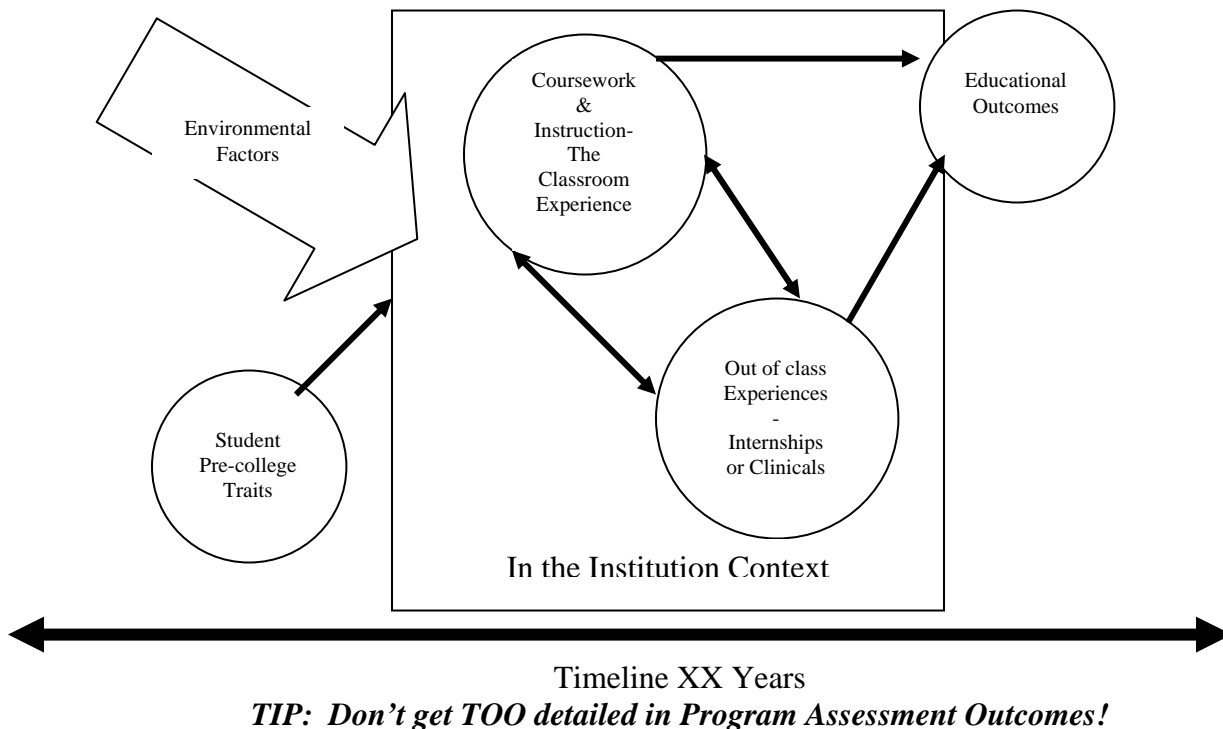 Environmental
Factors
Coursework
&
Instruction-
The
Classroom
Experience
Educational
Outcomes
Student
Pre-college
Traits
Out of class
Experiences
-
Internships
or Clinicals
In the Institution Context
Timeline XX Years
TIP:  Don't get TOO detailed in Program Assessment Outcomes!